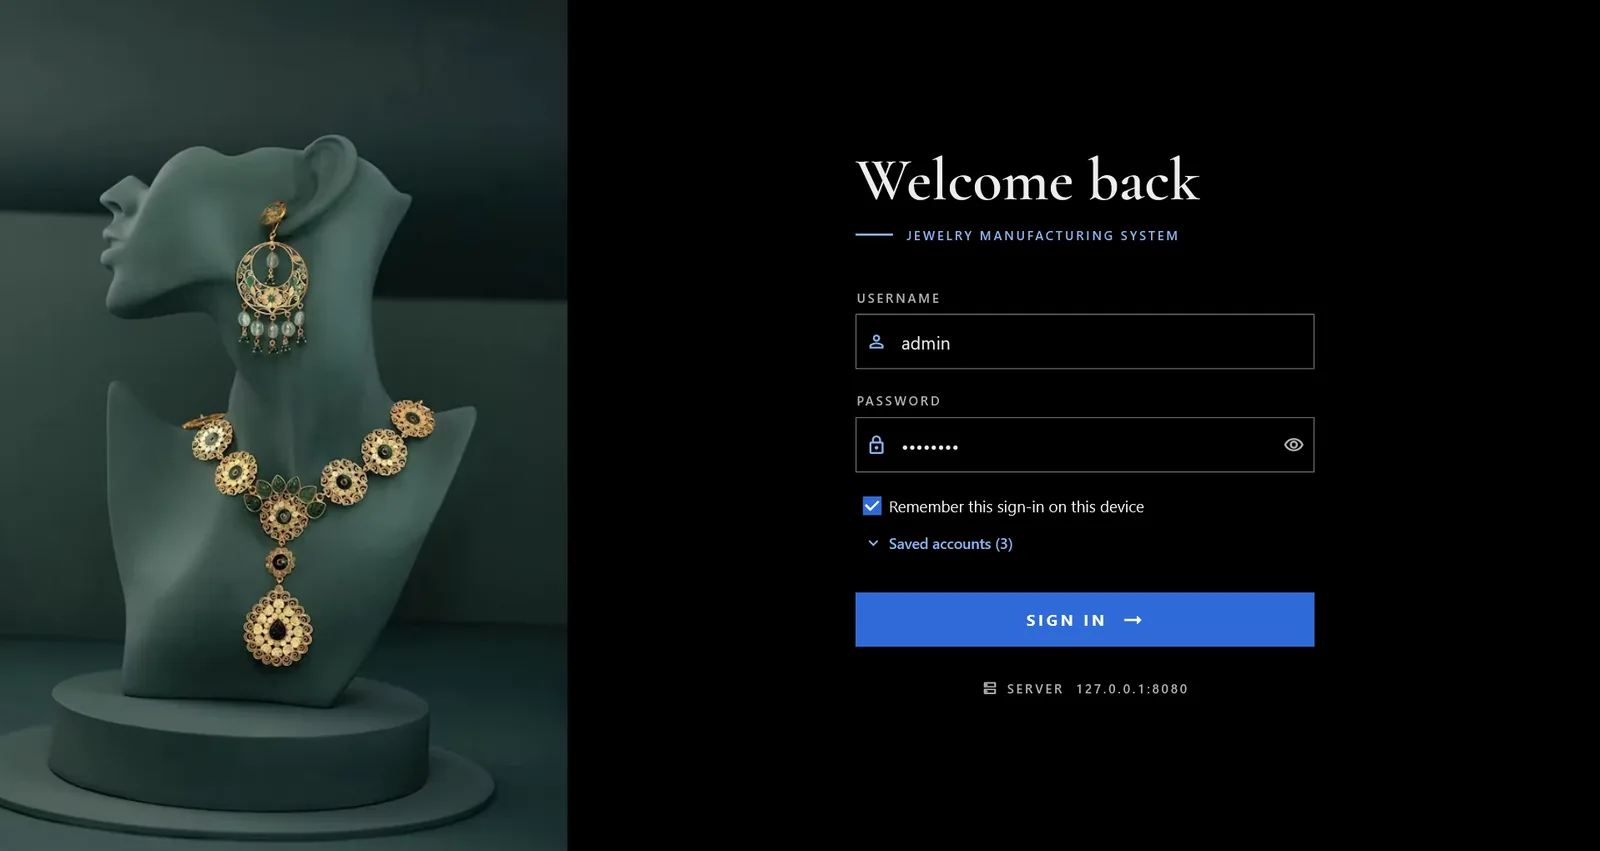 Welcome back
JEWELRY MANUFACTURING SYSTEM
USERNAME
admin
PASSWORD
••••••••
Remember this sign-in on this device
Saved accounts (3)
SIGN IN →
SERVER 127.0.0.1:8080